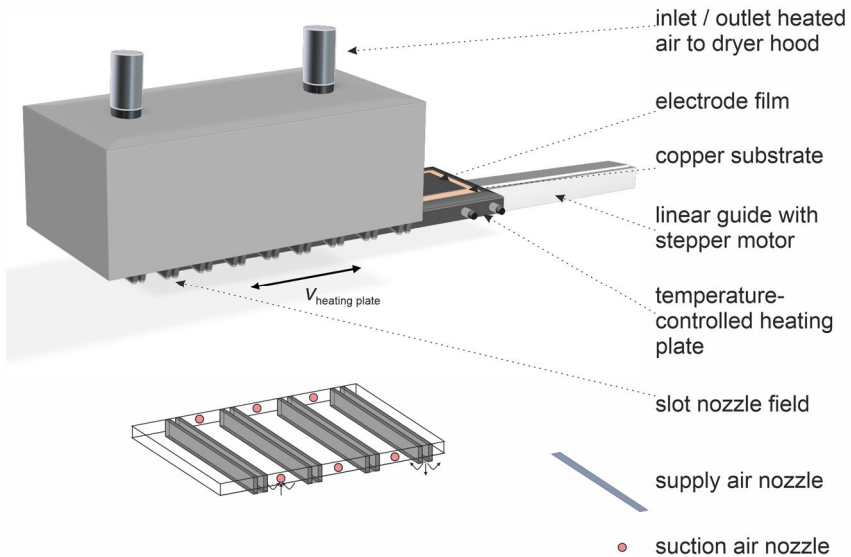 inlet / outlet heated
air to dryer hood
electrode film
copper substrate
linear guide with
stepper motor
vheating plate
temperature-
controlled heating
plate
slot nozzle field
supply air nozzle
suction air nozzle